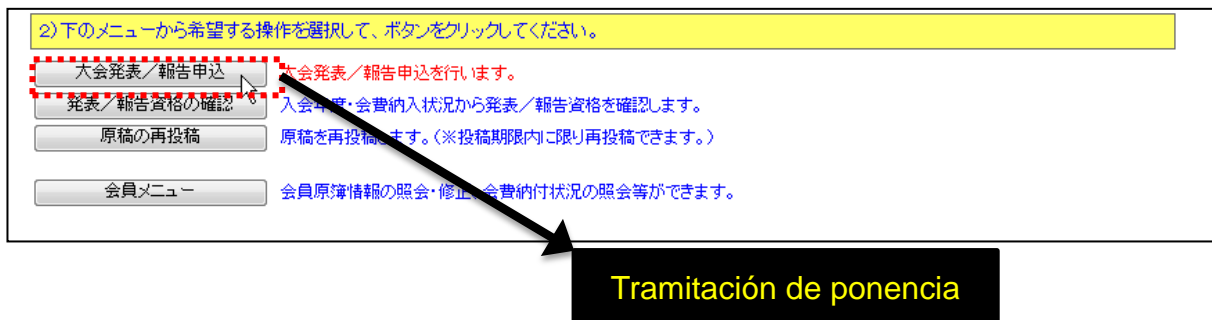 2)下のメニューから希望する操作を選択して、ボタンをクリックしてください。
大会発表/報告申込 大会発表/報告申込を行います。
発表/報告資格の確認 入会年度・会費納入状況から発表/報告資格を確認します。
原稿の再投稿 原稿を再投稿します。(※投稿期限内に限り再投稿できます。)
会員メニュー 会員原簿情報の照会・修正、会費納付状況の照会等ができます。
Tramitación de ponencia